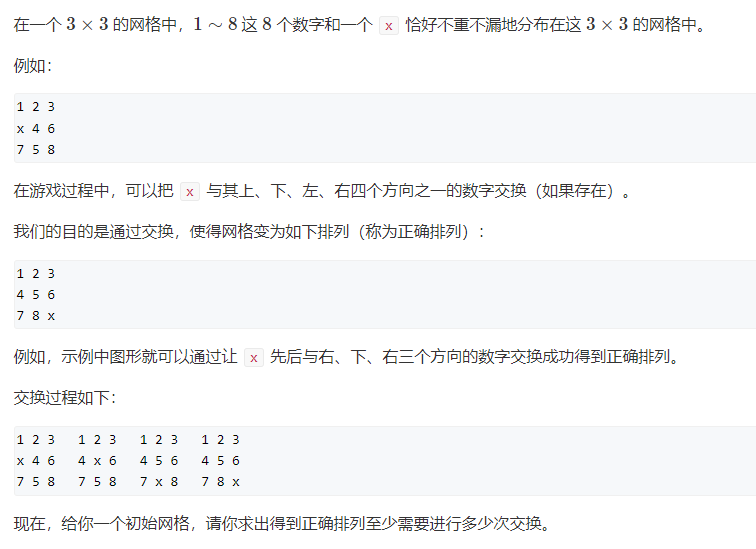 在一个 3 × 3 的网格中，1 ∼ 8 这 8 个数字和一个 x 恰好不重不漏地分布在这 3 × 3 的网格中。
例如：
1 2 3
x 4 6
7 5 8
在游戏过程中，可以把 x 与其上、下、左、右四个方向之一的数字交换（如果存在）。
我们的目的是通过交换，使得网格变为如下排列（称为正确排列）：
1 2 3
4 5 6
7 8 x
例如，示例中图形就可以通过让 x 先后与右、下、右三个方向的数字交换成功得到正确排列。
交换过程如下：
1 2 3   1 2 3   1 2 3   1 2 3
x 4 6   4 x 6   4 5 6   4 5 6
7 5 8   7 5 8   7 x 8   7 8 x
现在，给你一个初始网格，请你求出得到正确排列至少需要进行多少次交换。